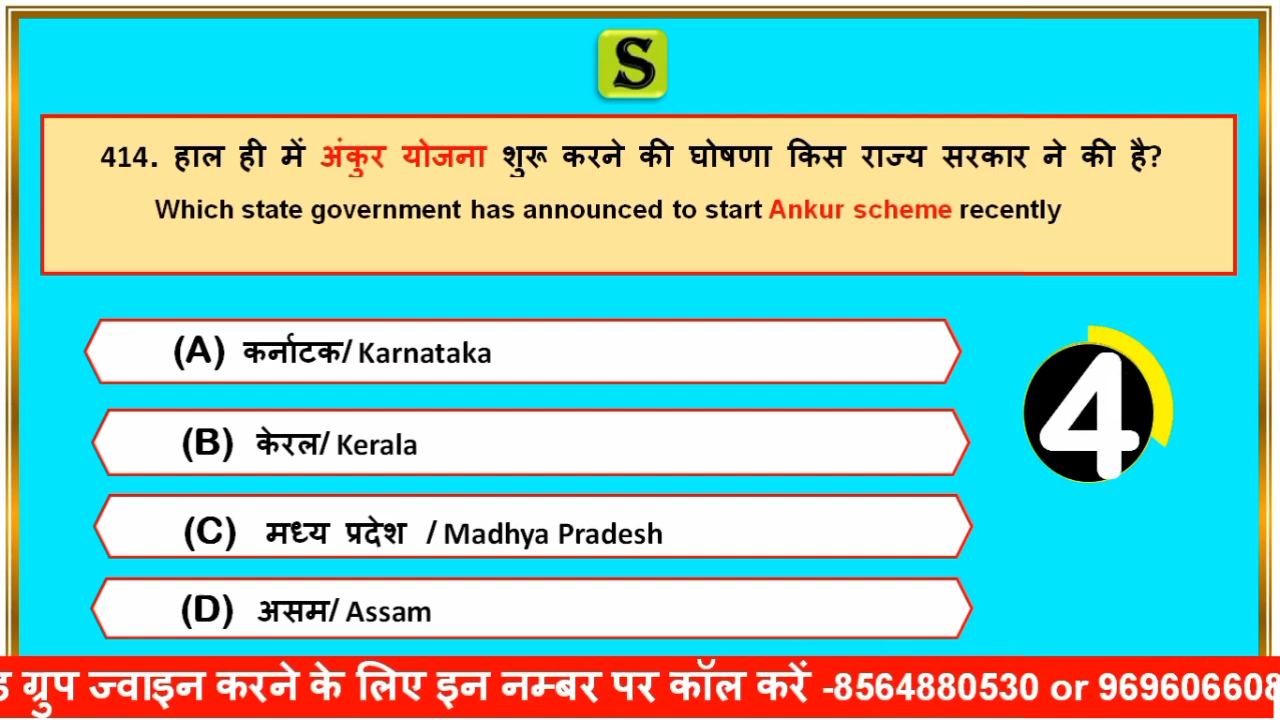 S
414. हाल ही में अंकुर योजना शुरू करने की घोषणा किस राज्य सरकार ने की है?
Which state government has announced to start Ankur scheme recently
(A) कर्नाटक/ Karnataka
(B) केरल/ Kerala
4
(C) मध्य प्रदेश / Madhya Pradesh
(D) असम/ Assam
ग्रुप ज्वाइन करने के लिए इन नम्बर पर कॉल करें -8564880530 or 969606608